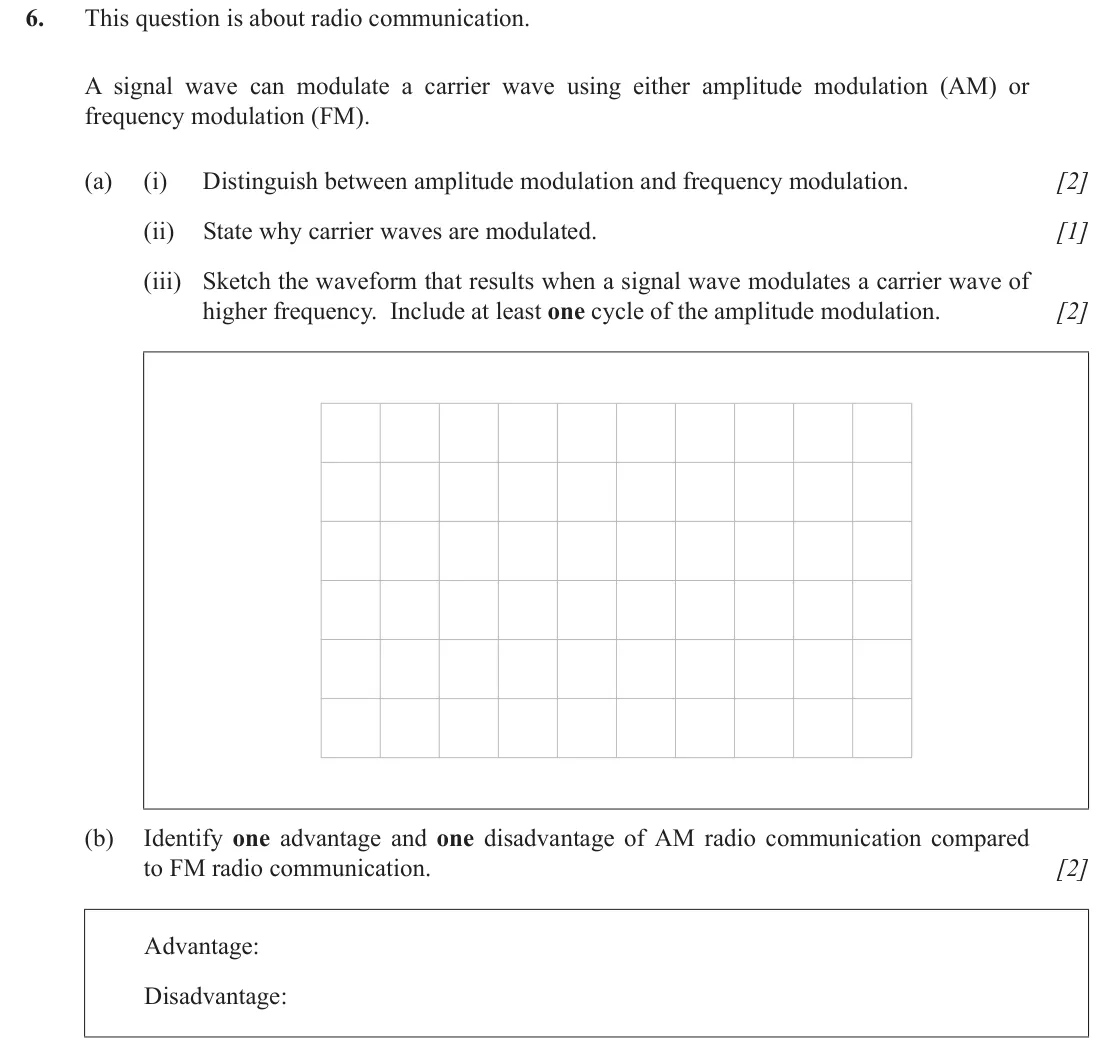 6. This question is about radio communication.
A signal wave can modulate a carrier wave using either amplitude modulation (AM) or
frequency modulation (FM).
(a) (i) Distinguish between amplitude modulation and frequency modulation. [2]
(ii) State why carrier waves are modulated. [1]
(iii) Sketch the waveform that results when a signal wave modulates a carrier wave of
higher frequency. Include at least one cycle of the amplitude modulation. [2]
(b) Identify one advantage and one disadvantage of AM radio communication compared
to FM radio communication. [2]
Advantage:
Disadvantage: